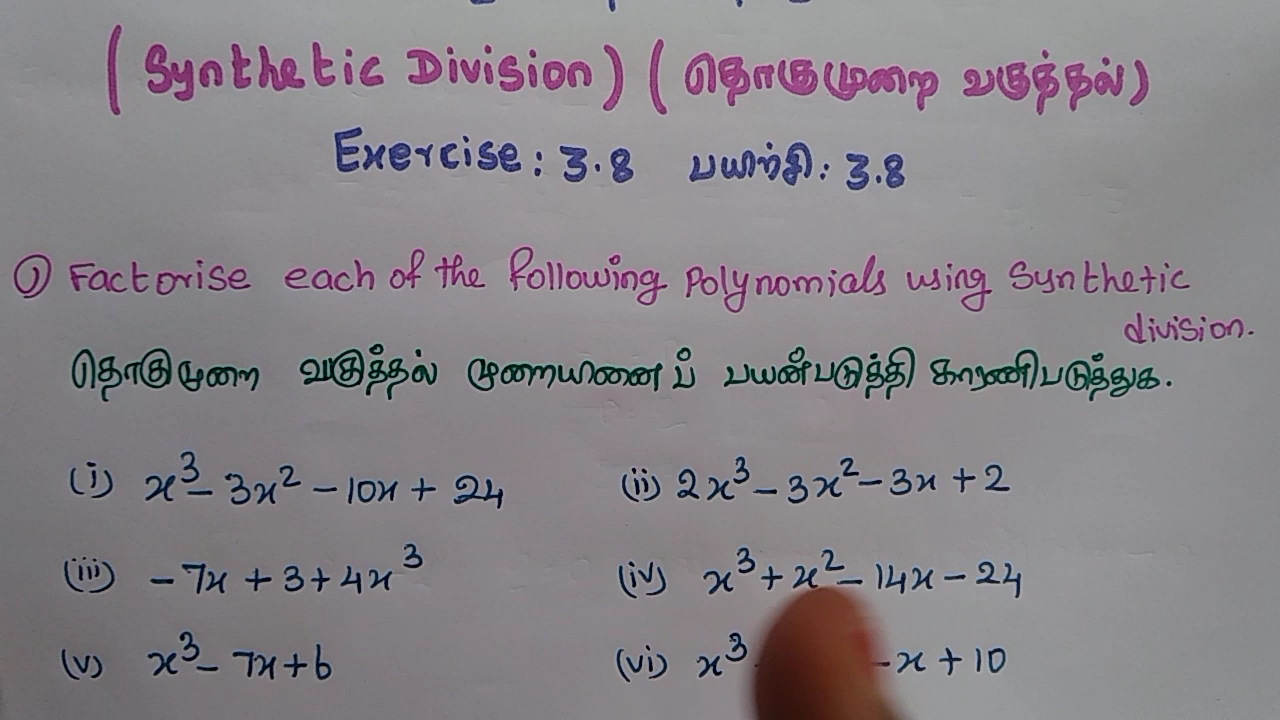 ( Synthetic Division ) ( தொகுமுறை வகுத்தல் )
Exercise : 3.8 பயிற்சி : 3.8
① Factorise each of the following Polynomials using Synthetic
division.
தொகுமுறை வகுத்தல் முறையினைப் பயன்படுத்தி காரணிபடுத்துக.
(i) x³ - 3x² - 10x + 24 (ii) 2x³ - 3x² - 3x + 2
(iii) - 7x + 3 + 4x³ (iv) x³ + x² - 14x - 24
(v) x³ - 7x + 6 (vi) x³ - x + 10